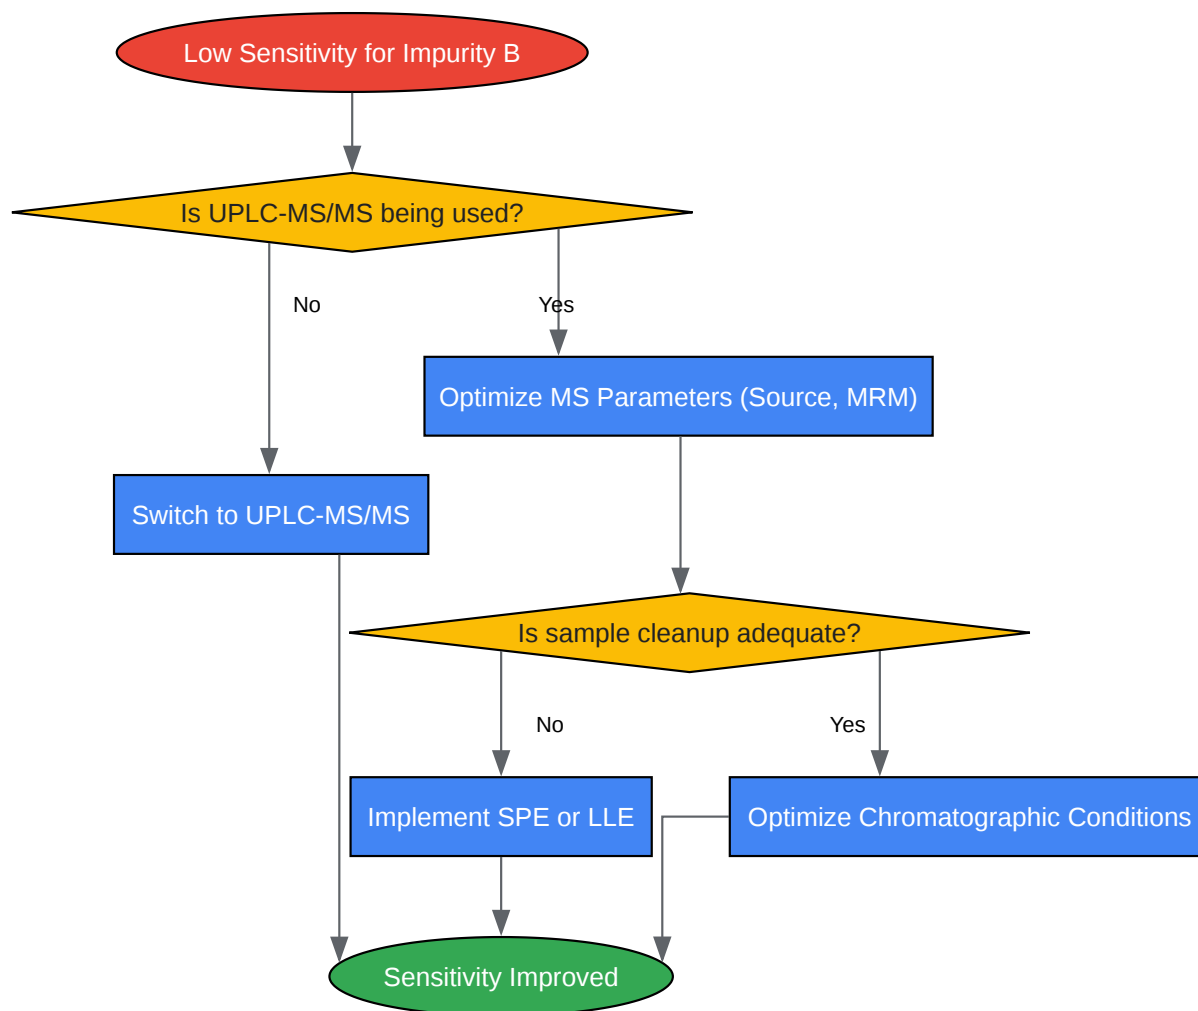 Low Sensitivity for Impurity B
Is UPLC-MS/MS being used?
No
Yes
Optimize MS Parameters (Source, MRM)
Switch to UPLC-MS/MS
Is sample cleanup adequate?
No
Yes
Implement SPE or LLE
Optimize Chromatographic Conditions
Sensitivity Improved